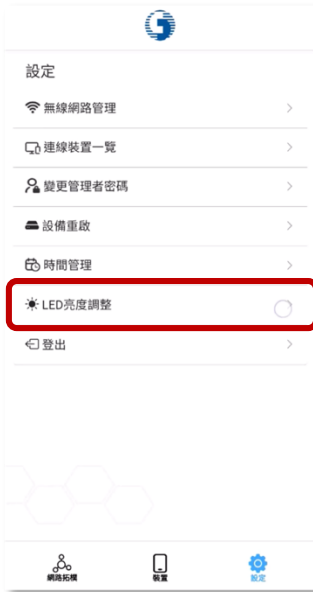 設定
無線網路管理
連線裝置一覽
變更管理者密碼
設備重啟
時間管理
LED亮度調整
登出
網路拓樸
裝置
設定